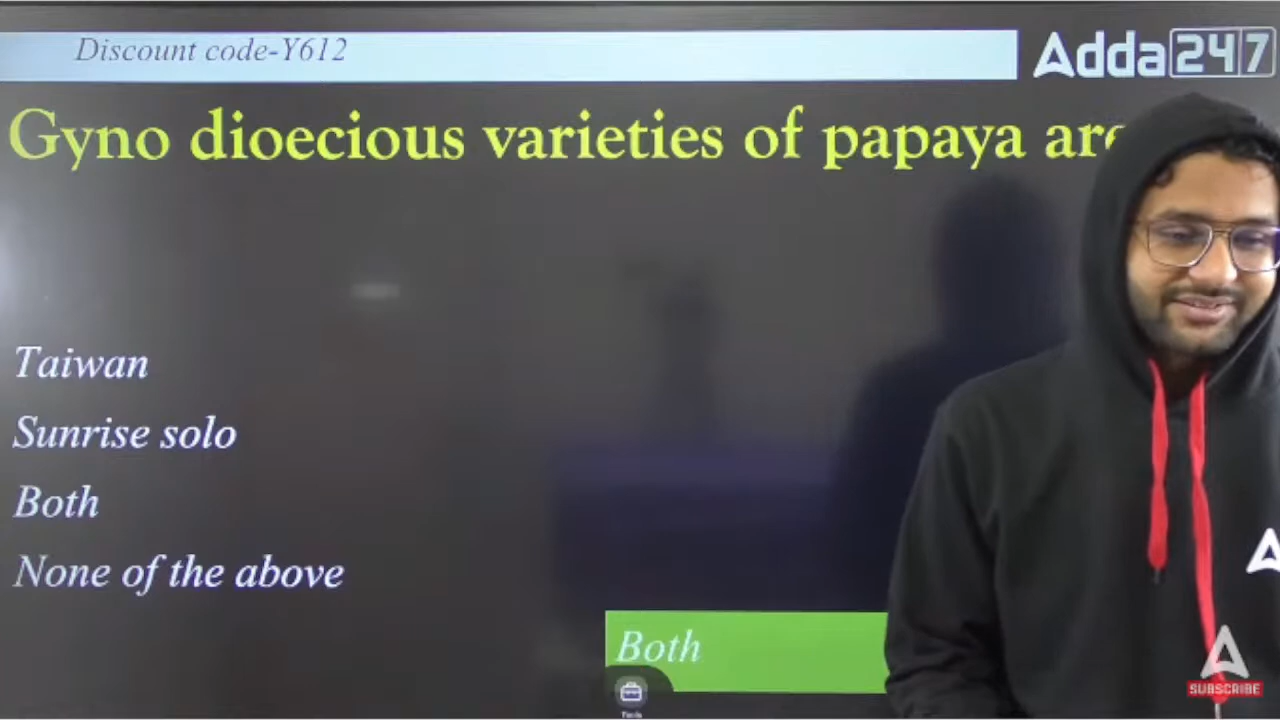 Discount code-Y612
Adda247
Gyno dioecious varieties of papaya are
Taiwan
Sunrise solo
Both
None of the above
Both
Tools
SUBSCRIBE